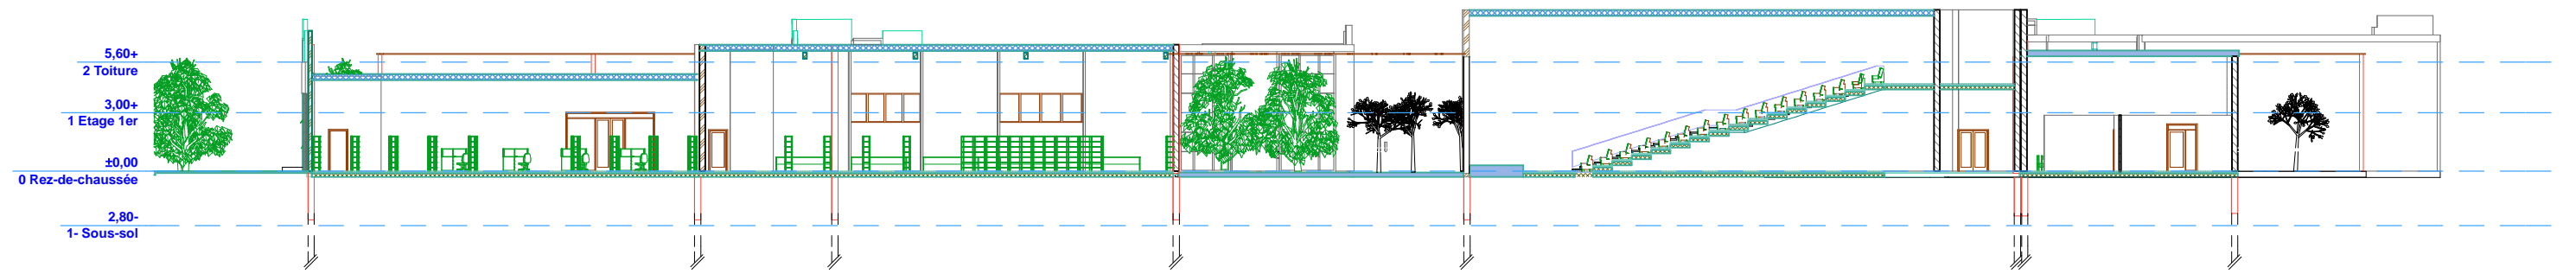 5,60+
2 Toiture
3,00+
1 Etage 1er
±0,00
0 Rez-de-chaussée
2,80-
1- Sous-sol